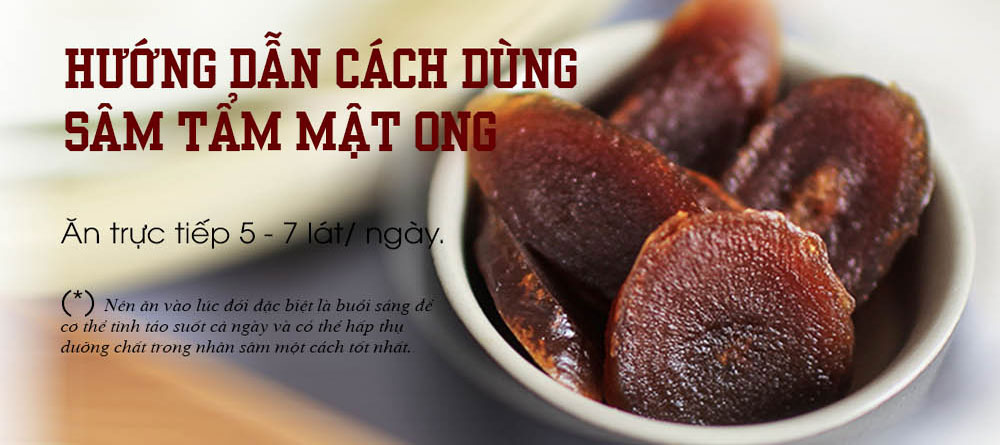 HƯỚNG DẪN CÁCH DÙNG
SÂM TẨM MẬT ONG
Ăn trực tiếp 5 - 7 lát/ ngày.
(*) Nên ăn vào lúc đói đặc biệt là buổi sáng để
cơ thể tỉnh táo suốt cả ngày và có thể hấp thụ
dưỡng chất trong nhân sâm một cách tốt nhất.